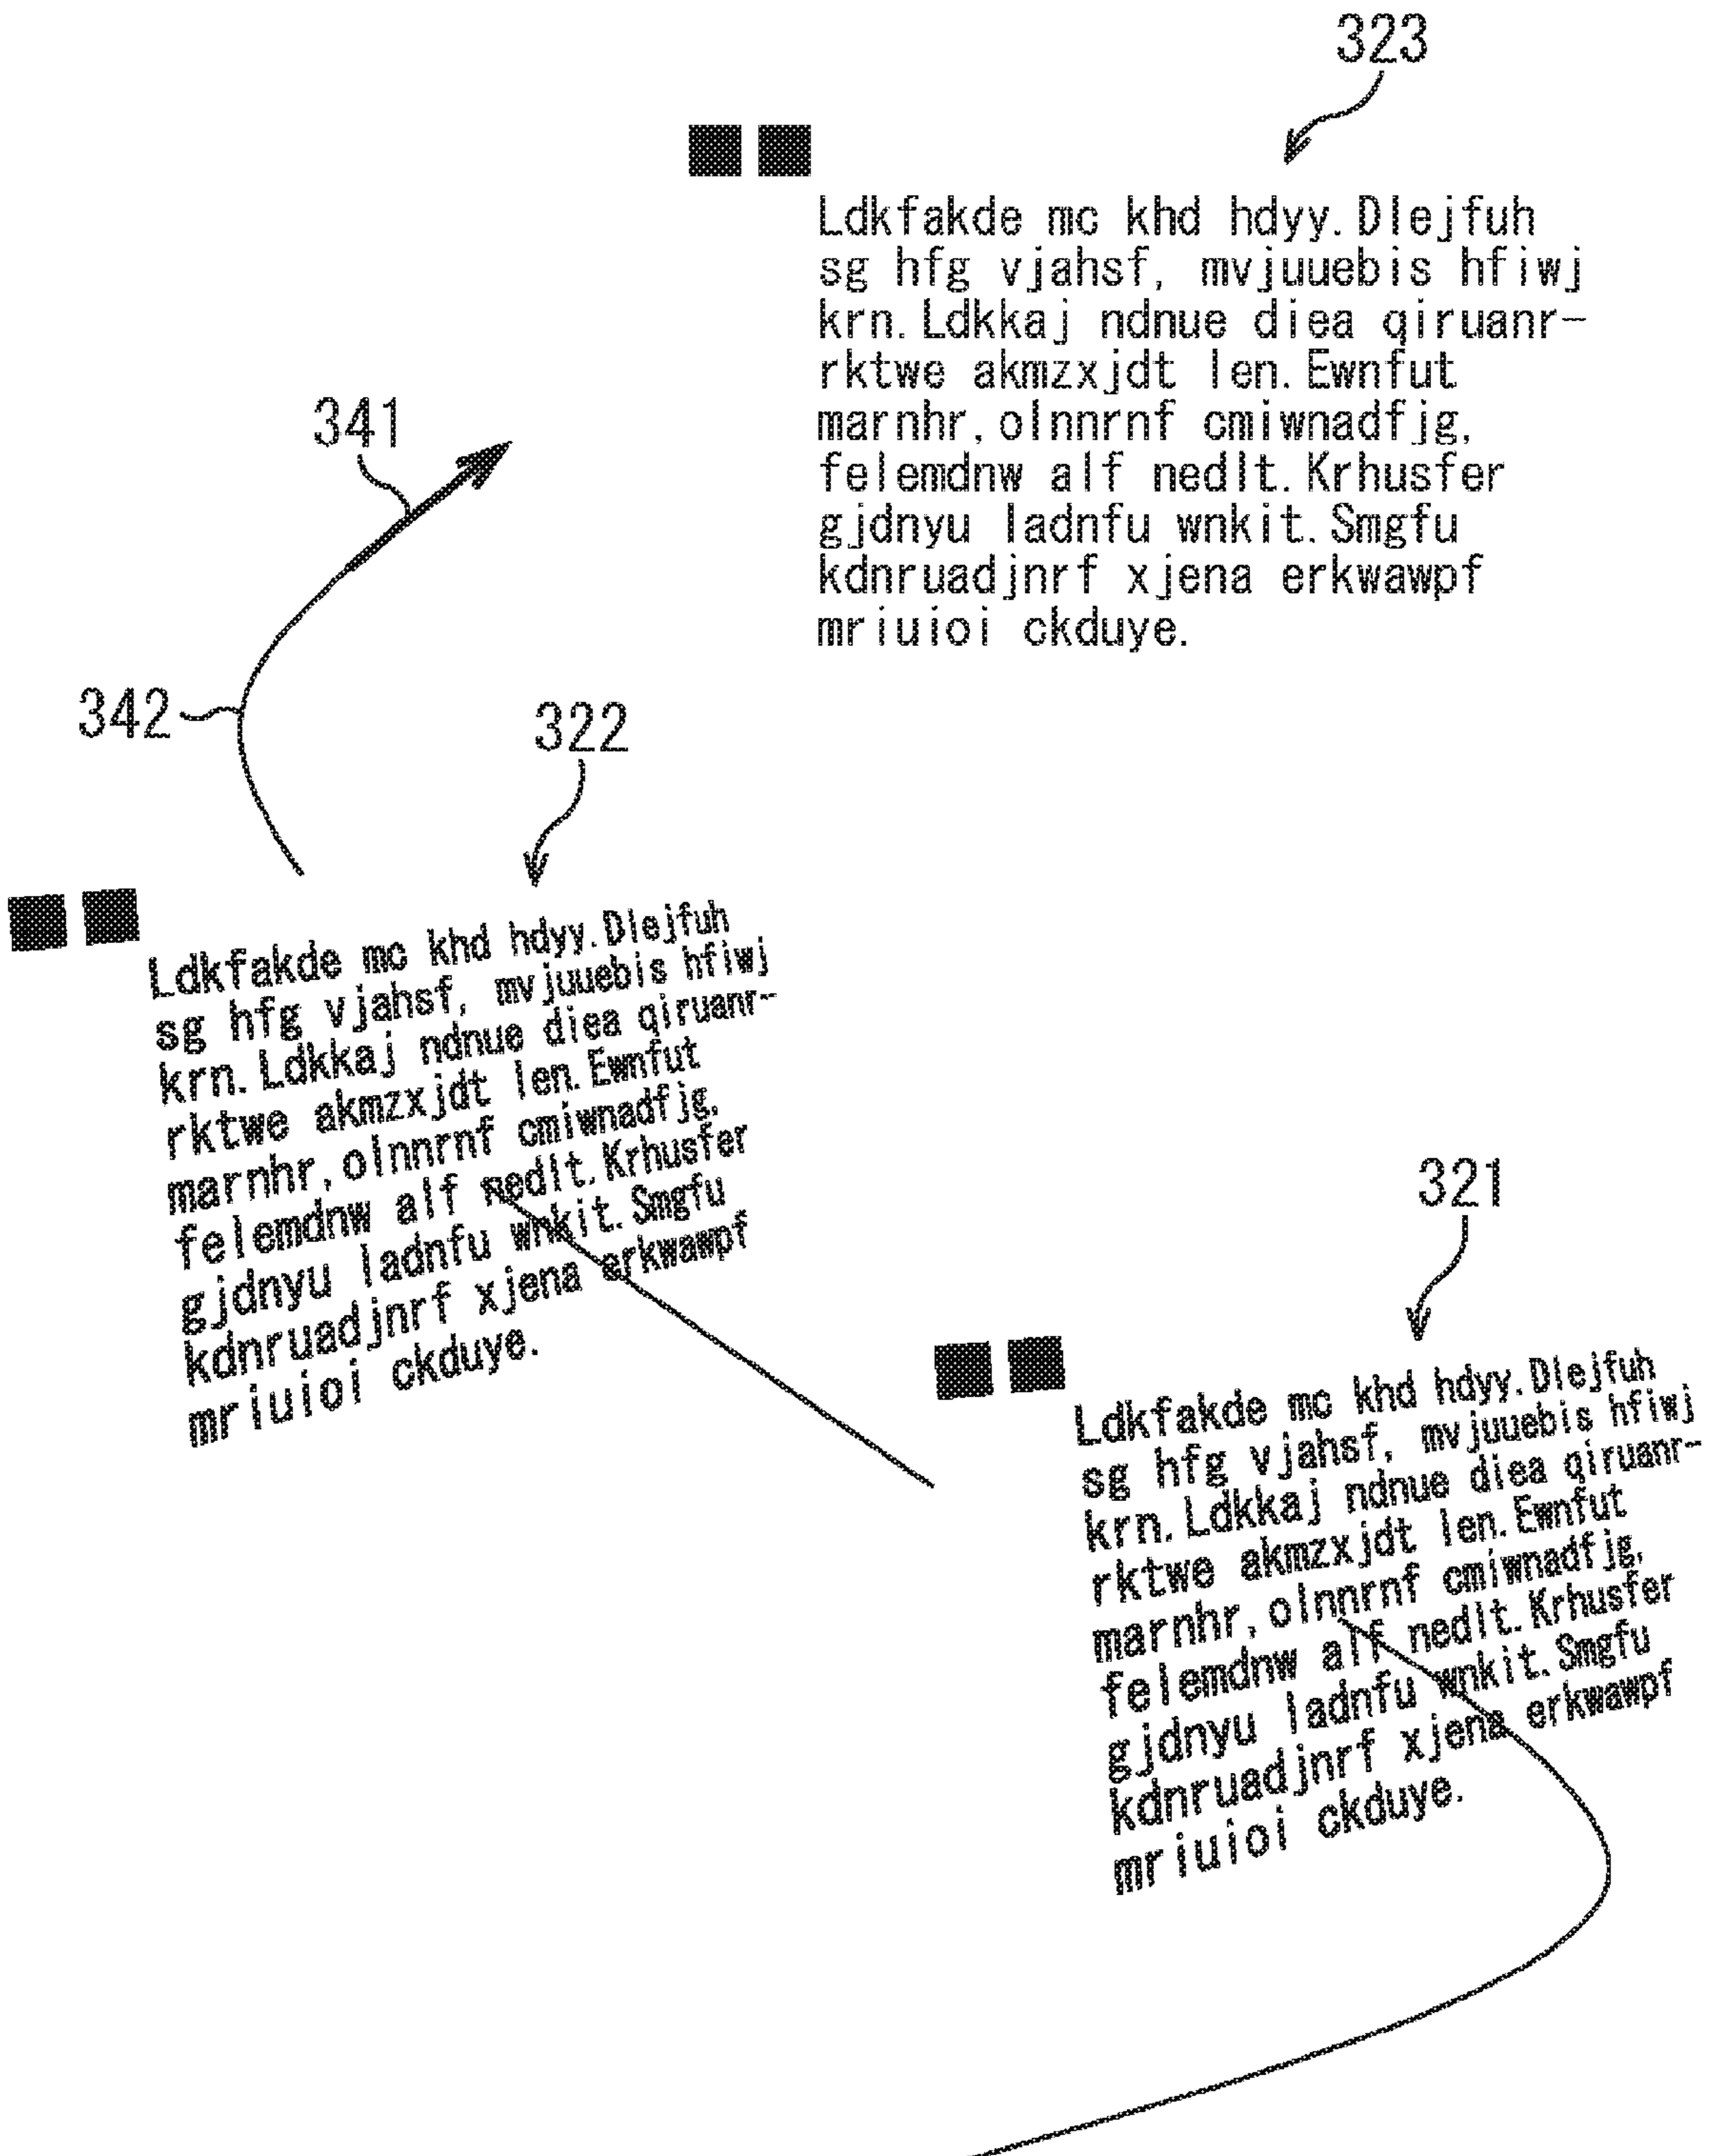 323
Ldkfakde mc khd hdyy. Dlejfuh
sg hfg vjahsf, mvjuuebis hfiwj
krn. Ldkkaj ndnue diea qiruanr-
rktwe akmzxjdt len. Ewnfut
marnhr, olnnrnf cmiwnadfjg,
felemdnw alf nedlt. Krhusfer
gjdnyu ladnfu wnkit. Smgfu
kdnruadjnrf xjena erkwawpf
mriuioi ckduye.
341
342
322
Ldkfakde mc khd hdyy. Dlejfuh
sg hfg vjahsf, mvjuuebis hfiwj
krn. Ldkkaj ndnue diea qiruanr-
rktwe akmzxjdt len. Ewnfut
marnhr, olnnrnf cmiwnadfjg,
felemdnw alf nedlt. Krhusfer
gjdnyu ladnfu wnkit. Smgfu
kdnruadjnrf xjena erkwawpf
mriuioi ckduye.
321
Ldkfakde mc khd hdyy. Dlejfuh
sg hfg vjahsf, mvjuuebis hfiwj
krn. Ldkkaj ndnue diea qiruanr-
rktwe akmzxjdt len. Ewnfut
marnhr, olnnrnf cmiwnadfjg,
felemdnw alf nedlt. Krhusfer
gjdnyu ladnfu wnkit. Smgfu
kdnruadjnrf xjena erkwawpf
mriuioi ckduye.